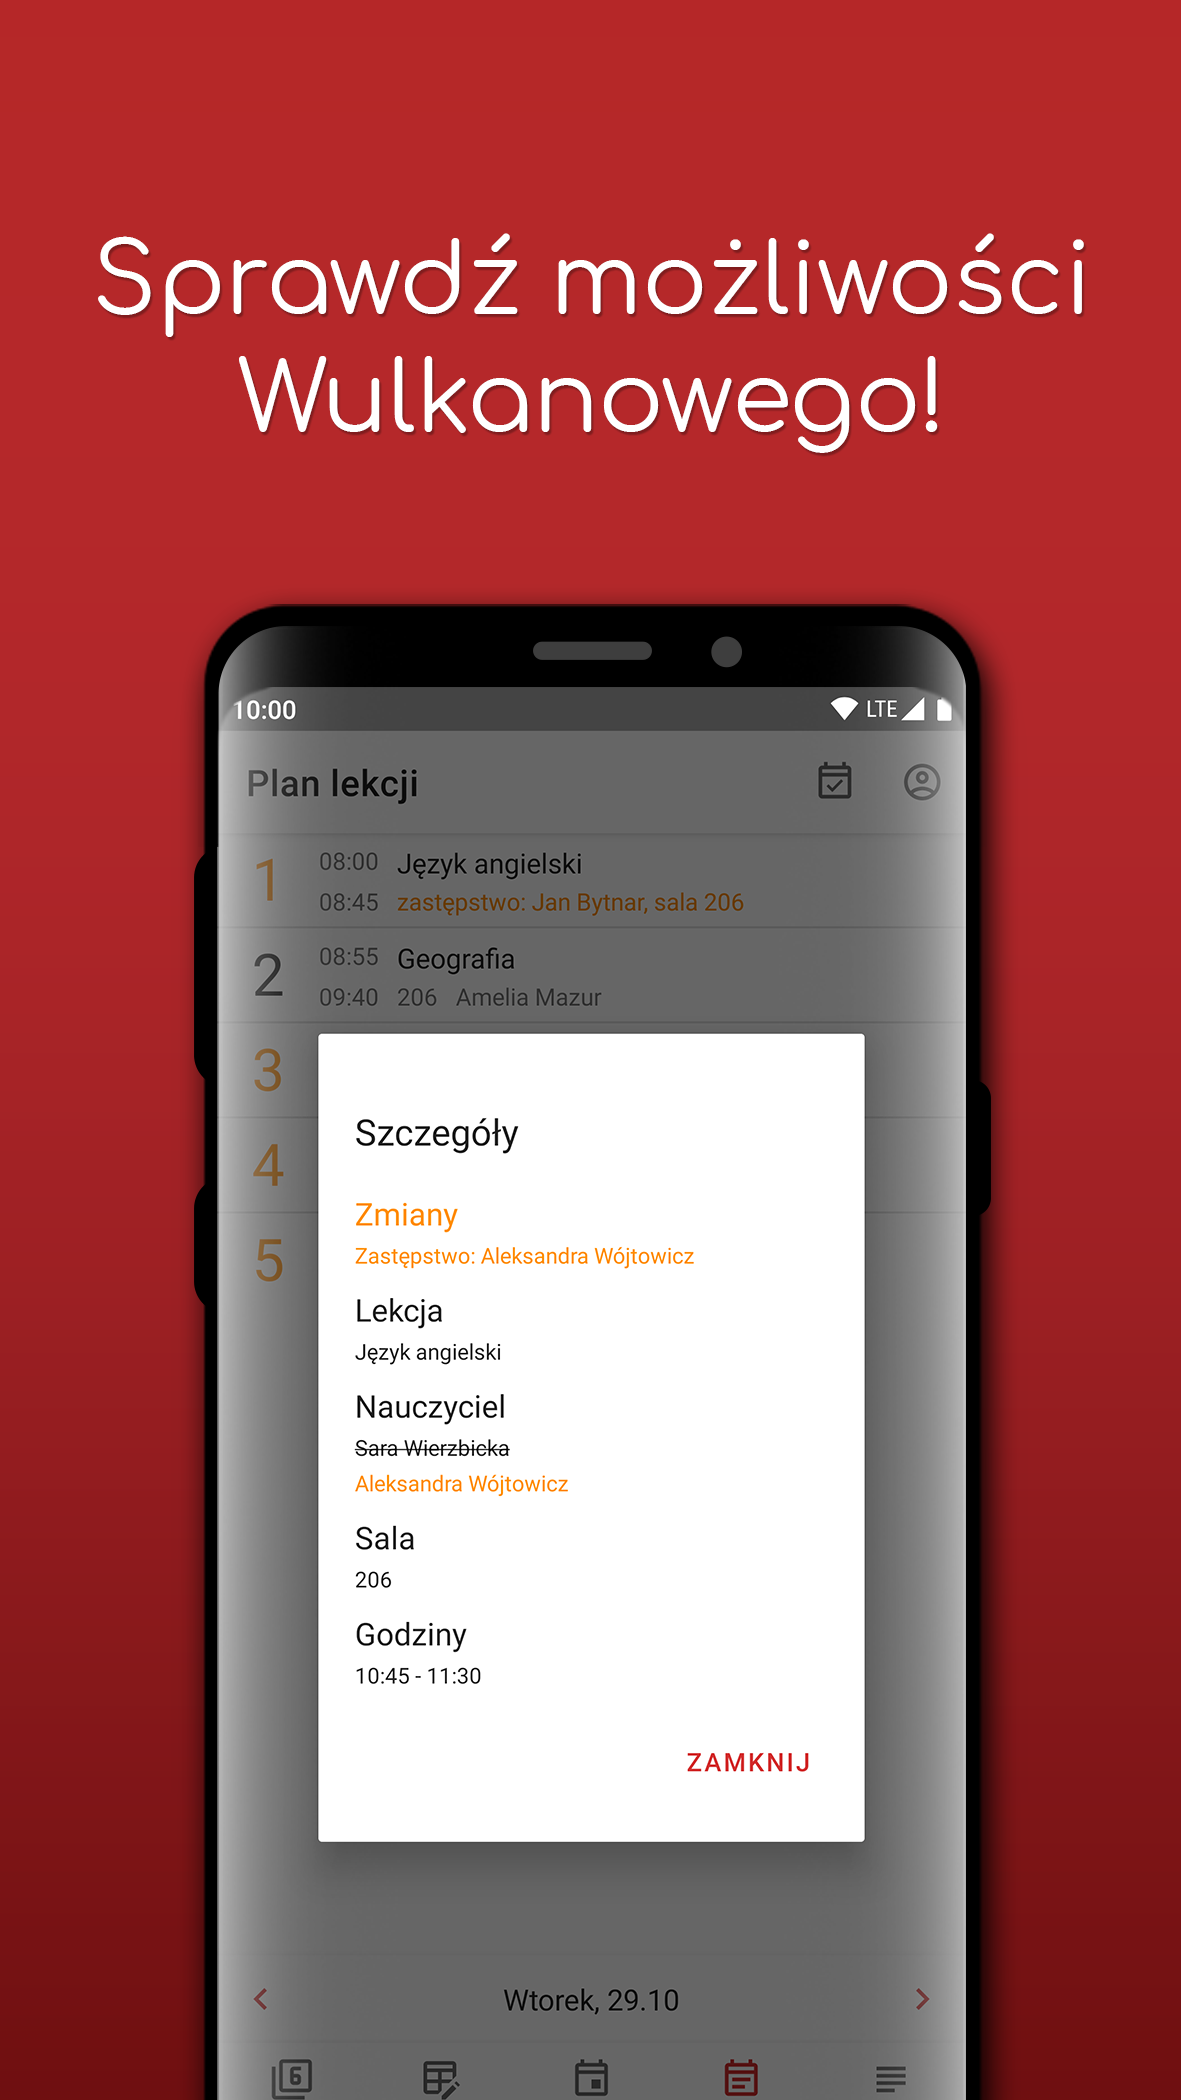 Sprawdź możliwości
Wulkanowego!
10:00 LTE
Plan lekcji
1 08:00 Język angielski
08:45 zastępstwo: Jan Bytnar, sala 206
2 08:55 Geografia
09:40 206 Amelia Mazur
3
4
5
Szczegóły
Zmiany
Zastępstwo: Aleksandra Wójtowicz
Lekcja
Język angielski
Nauczyciel
Sara Wierzbicka
Aleksandra Wójtowicz
Sala
206
Godziny
10:45 - 11:30
ZAMKNIJ
Wtorek, 29.10
6